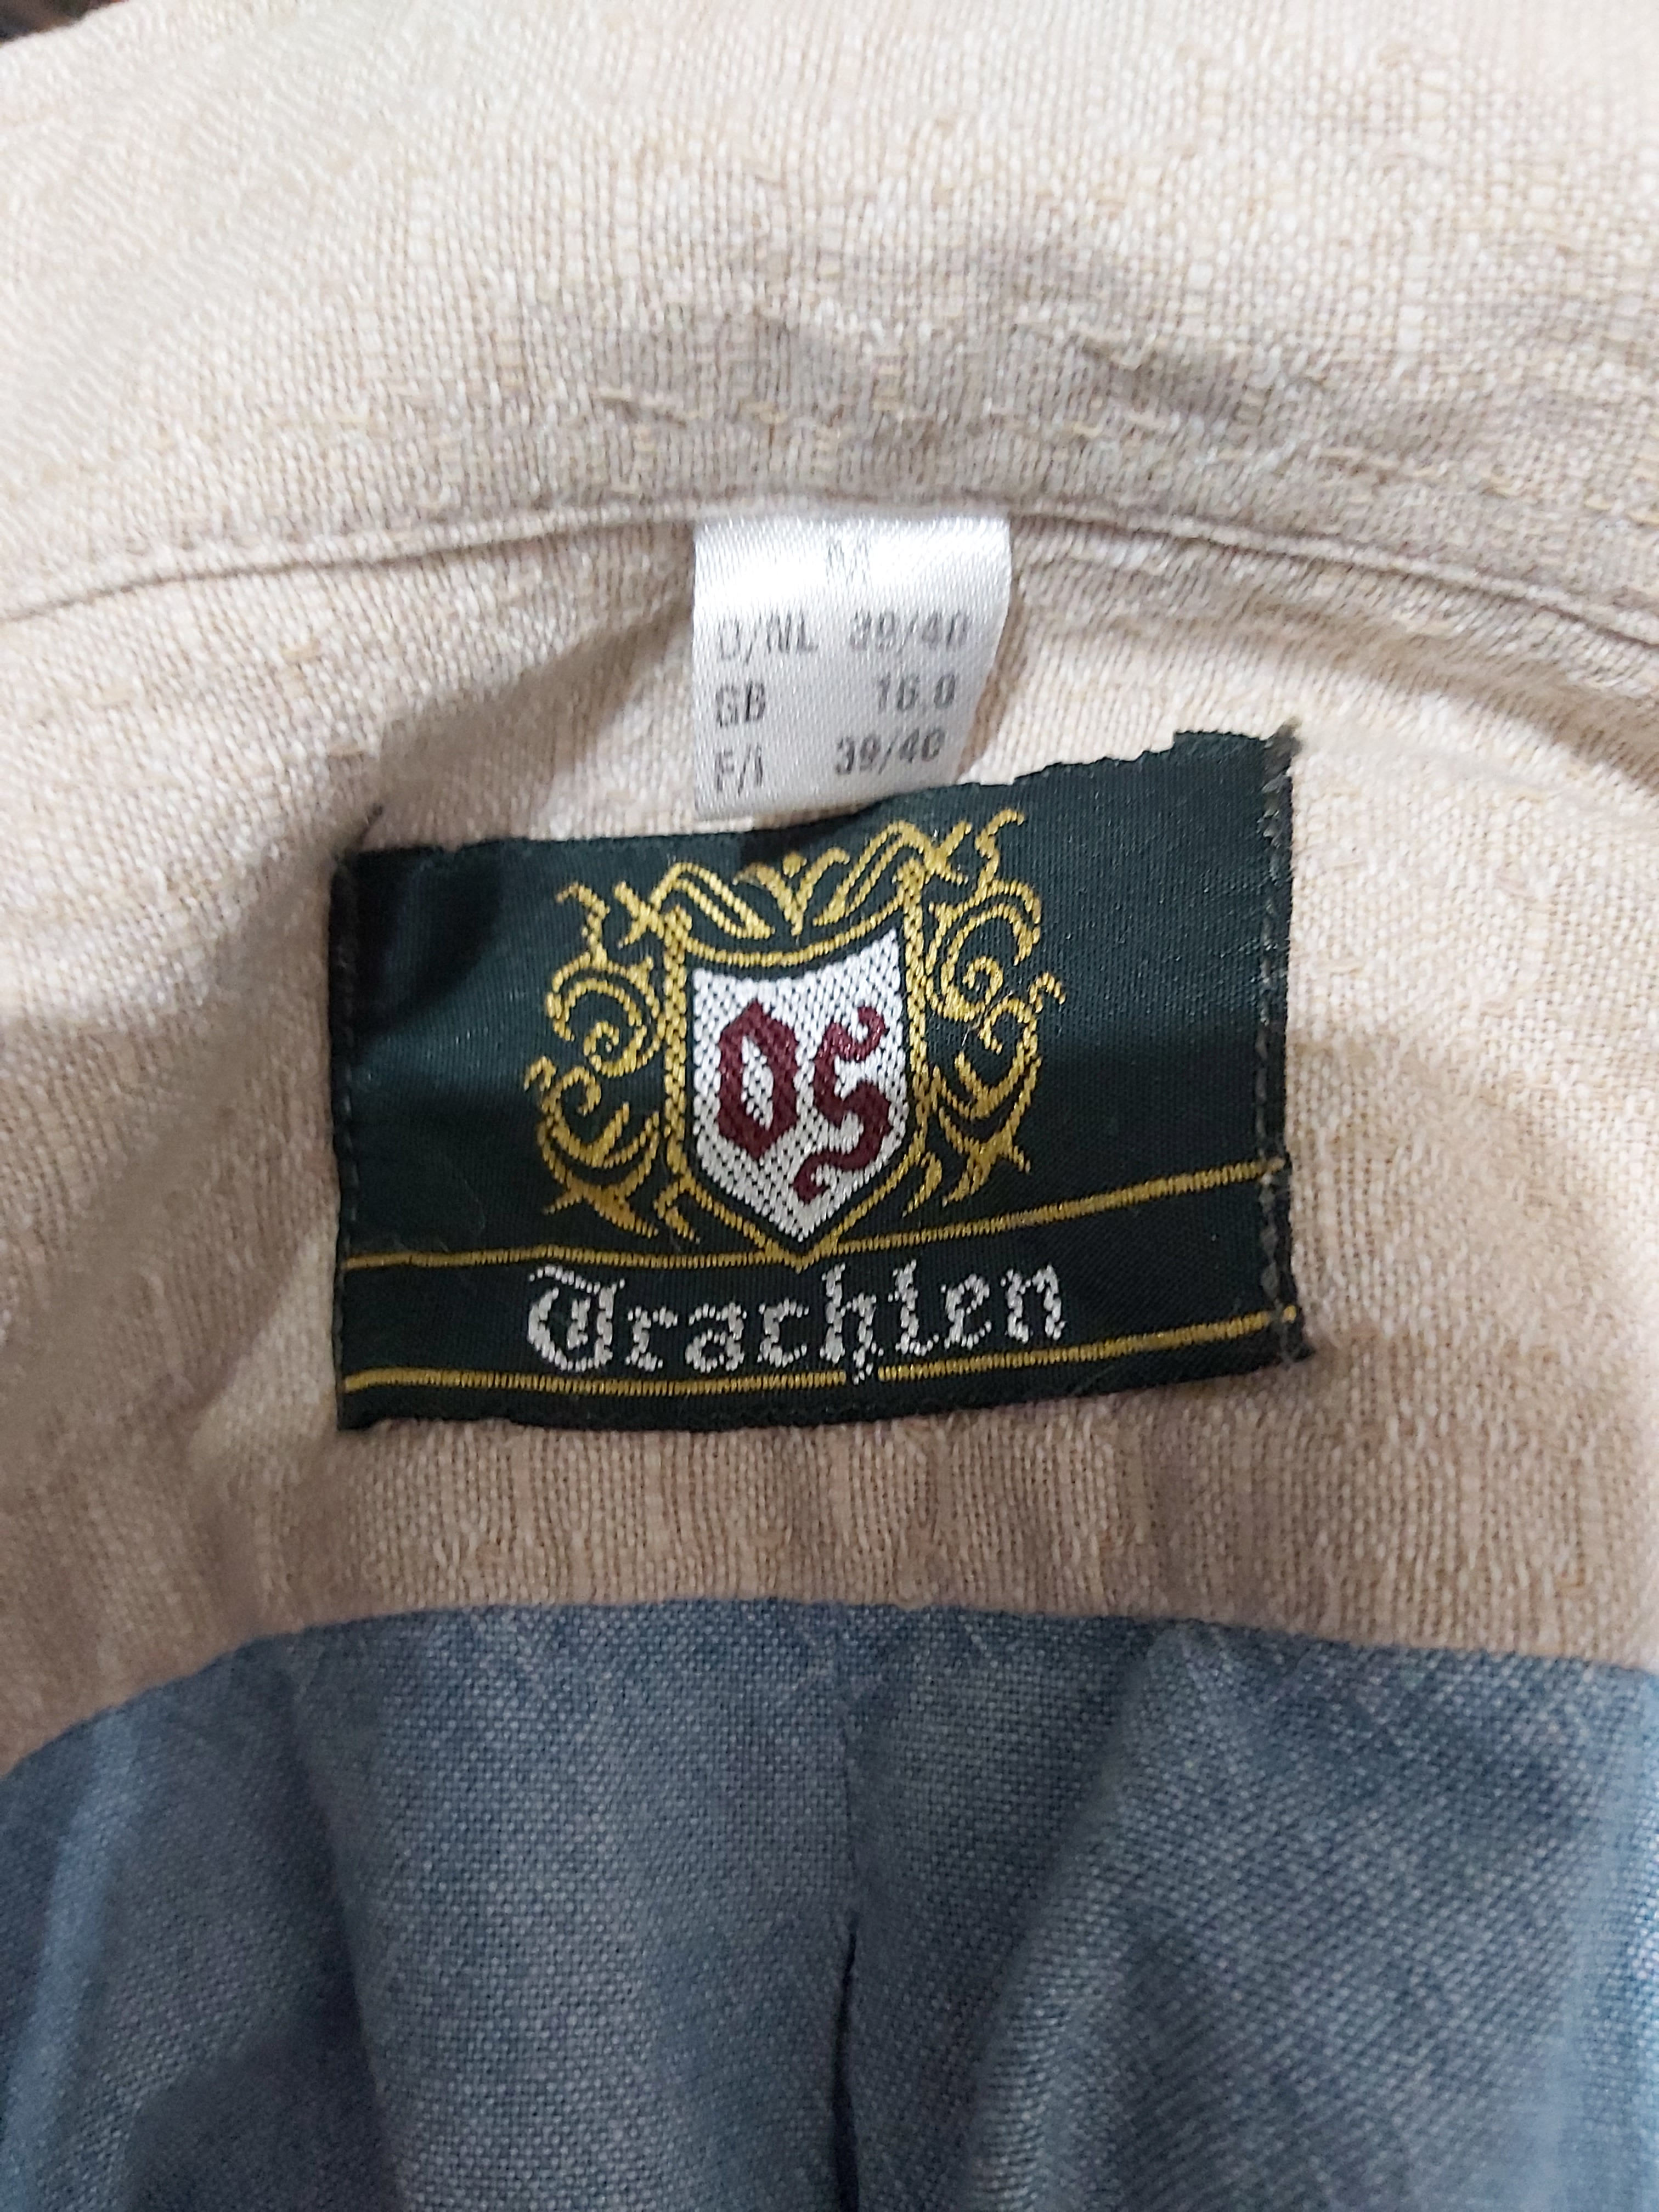 M
D/NL 39/40
GB 16.0
F/I 39/40
OS
Trachten